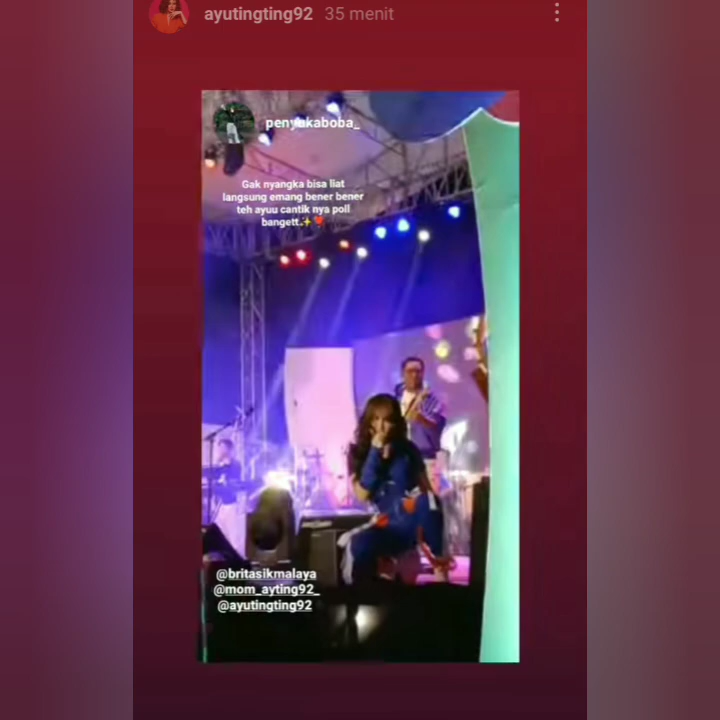 ayutingting92 35 menit
penyukaboba_
Gak nyangka bisa liat
langsung emang bener bener
teh ayuu cantik nya poll
bangett.✨❣️
@britasikmalaya
@mom_ayting92_
@ayutingting92